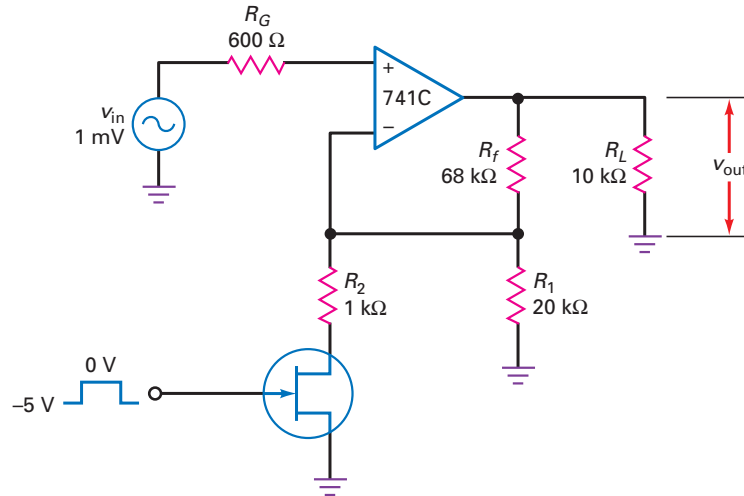 R_G
600 Ω
+
741C
−
v_in
1 mV
R_f
68 kΩ
R_L
10 kΩ
v_out
R_2
1 kΩ
R_1
20 kΩ
0 V
–5 V